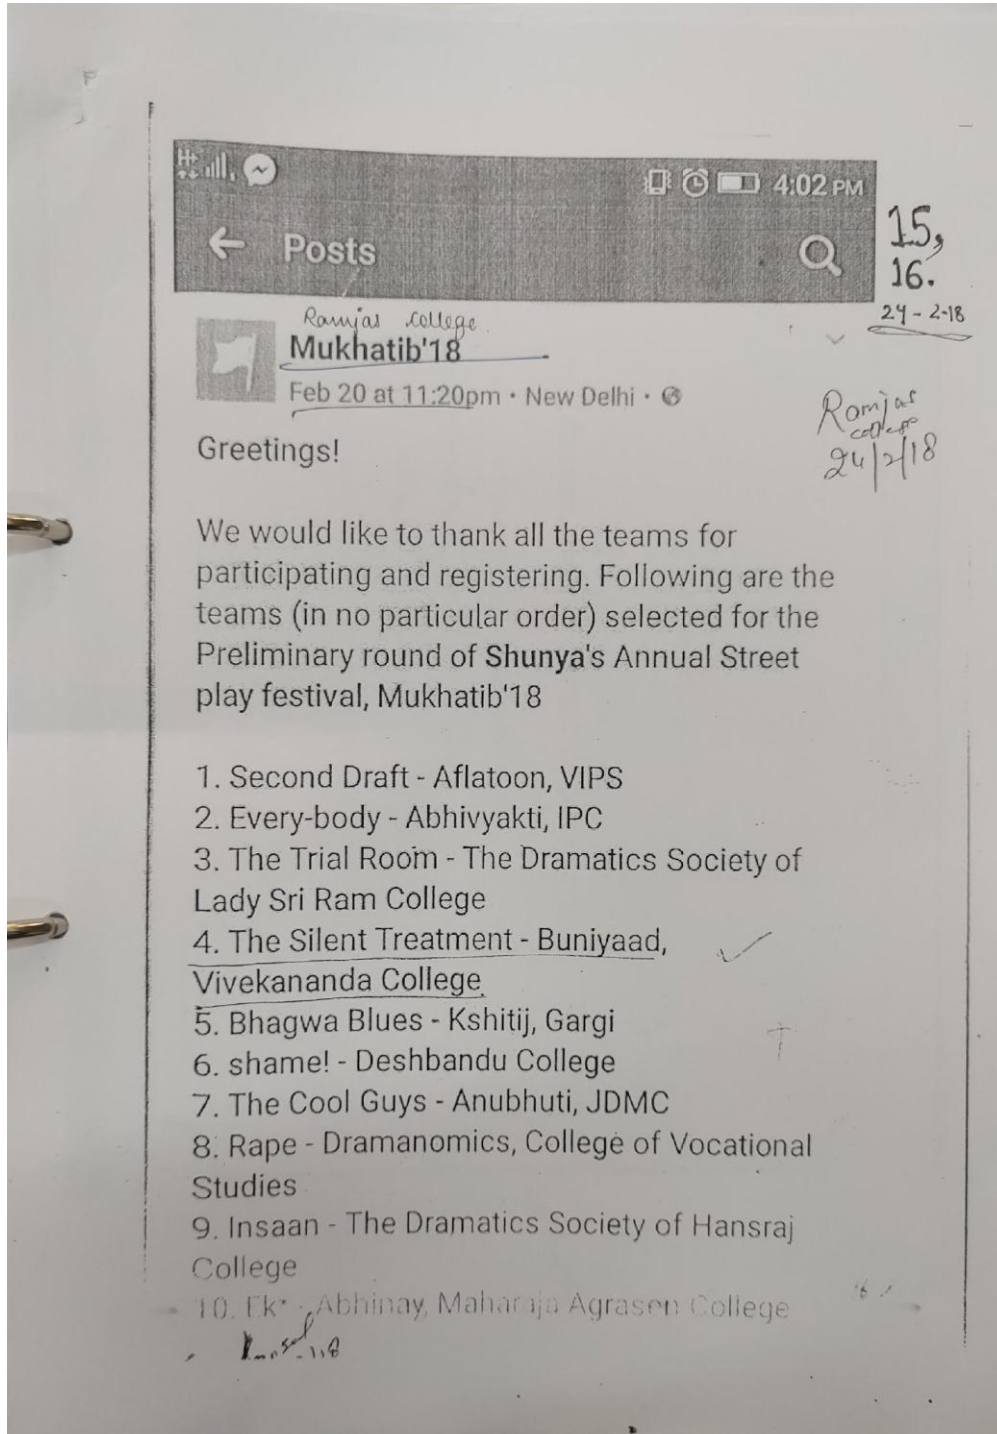 4:02 PM
Posts
15,
16.
24-2-18
Ramjas college
Mukhatib'18
Feb 20 at 11:20pm • New Delhi •
Ramjas
college
24/2/18
Greetings!
We would like to thank all the teams for
participating and registering. Following are the
teams (in no particular order) selected for the
Preliminary round of Shunya's Annual Street
play festival, Mukhatib'18
1. Second Draft - Aflatoon, VIPS
2. Every-body - Abhivyakti, IPC
3. The Trial Room - The Dramatics Society of
Lady Sri Ram College
4. The Silent Treatment - Buniyaad,
Vivekananda College
5. Bhagwa Blues - Kshitij, Gargi
6. shame! - Deshbandu College
7. The Cool Guys - Anubhuti, JDMC
8. Rape - Dramanomics, College of Vocational
Studies
9. Insaan - The Dramatics Society of Hansraj
College
10. Ek* - Abhinay, Maharaja Agrasen College